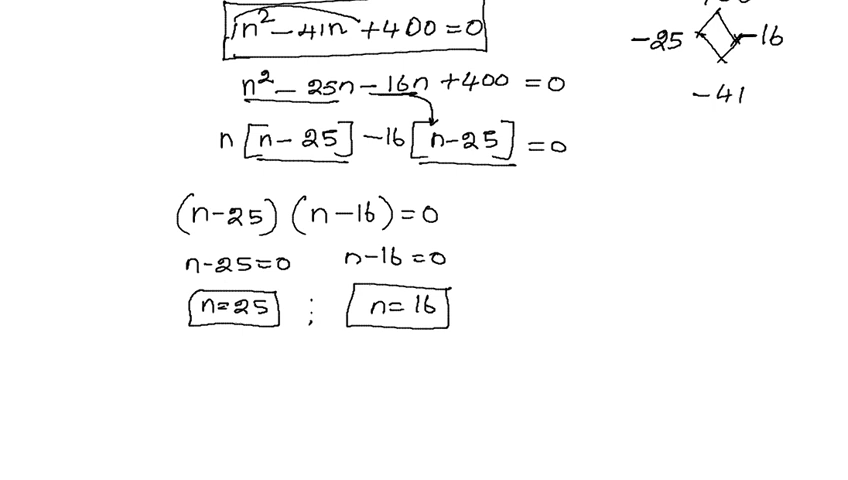 n² - 41n + 400 = 0
n² - 25n - 16n + 400 = 0
n [n - 25] - 16 [n - 25] = 0
(n - 25) (n - 16) = 0
n - 25 = 0 n - 16 = 0
n = 25 ; n = 16
-25 -16
-41